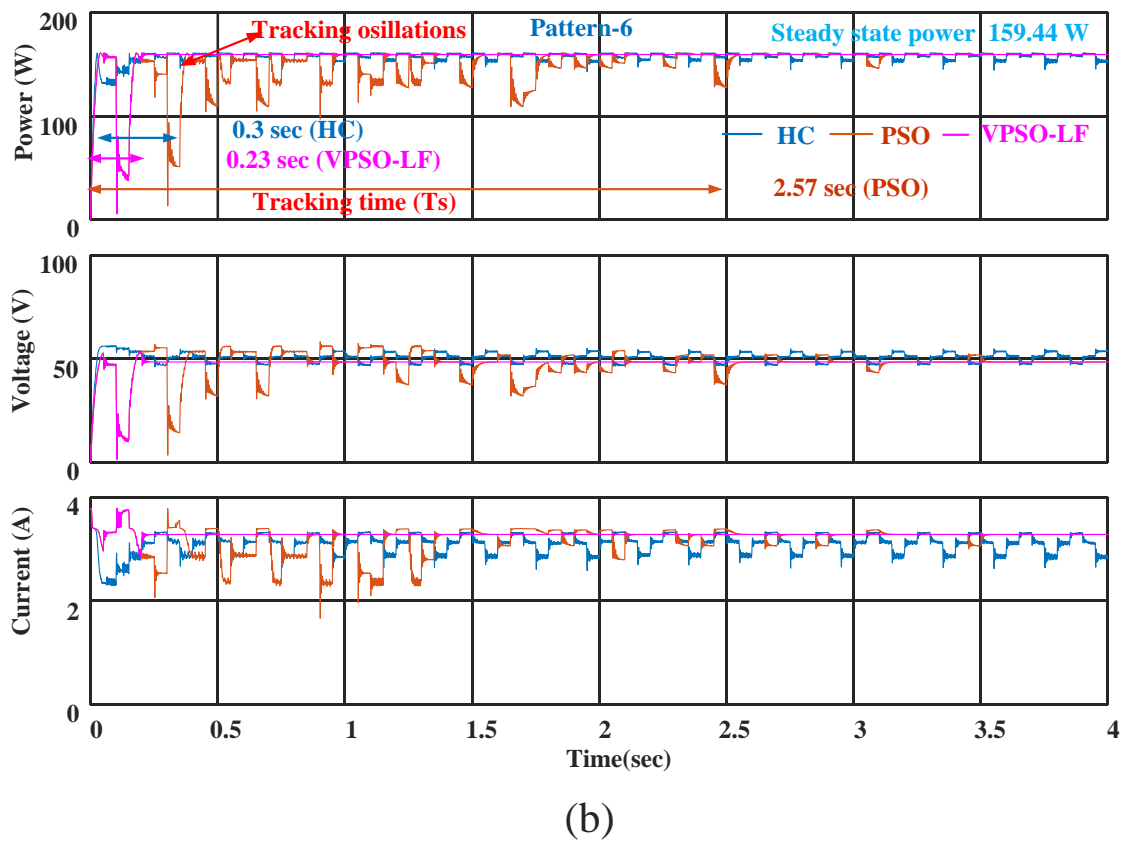 200
Tracking osillations
Pattern-6
Steady state power 159.44 W
Power (W)
100
0.3 sec (HC)
HC
PSO
VPSO-LF
0.23 sec (VPSO-LF)
2.57 sec (PSO)
Tracking time (Ts)
0
100
Voltage (V)
50
0
4
Current (A)
2
0
0 0.5 1 1.5 2 2.5 3 3.5 4
Time(sec)
(b)